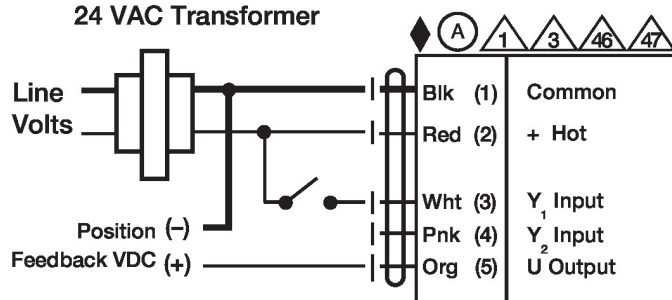 24 VAC Transformer
A 1 3 46 47
Line Volts
Blk (1) Common
Red (2) + Hot
Wht (3) Y1 Input
Position (-)
Pnk (4) Y2 Input
Feedback VDC (+)
Org (5) U Output